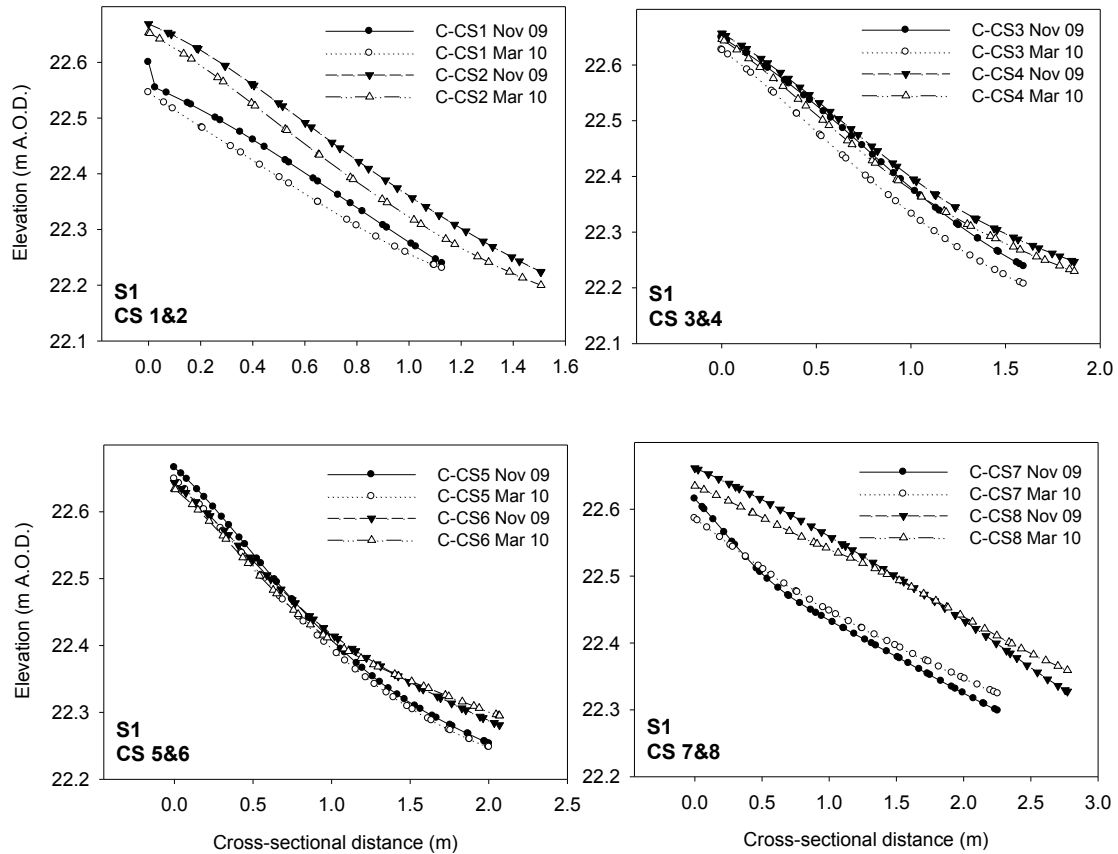 Elevation (m A.O.D.)
22.6
22.5
22.4
22.3
22.2
22.1
C-CS1 Nov 09
C-CS1 Mar 10
C-CS2 Nov 09
C-CS2 Mar 10
S1
CS 1&2
0.0 0.2 0.4 0.6 0.8 1.0 1.2 1.4 1.6
22.6
22.5
22.4
22.3
22.2
22.1
C-CS3 Nov 09
C-CS3 Mar 10
C-CS4 Nov 09
C-CS4 Mar 10
S1
CS 3&4
0.0 0.5 1.0 1.5 2.0
Elevation (m A.O.D.)
22.6
22.5
22.4
22.3
22.2
C-CS5 Nov 09
C-CS5 Mar 10
C-CS6 Nov 09
C-CS6 Mar 10
S1
CS 5&6
0.0 0.5 1.0 1.5 2.0 2.5
Cross-sectional distance (m)
22.6
22.5
22.4
22.3
22.2
C-CS7 Nov 09
C-CS7 Mar 10
C-CS8 Nov 09
C-CS8 Mar 10
S1
CS 7&8
0.0 0.5 1.0 1.5 2.0 2.5 3.0
Cross-sectional distance (m)